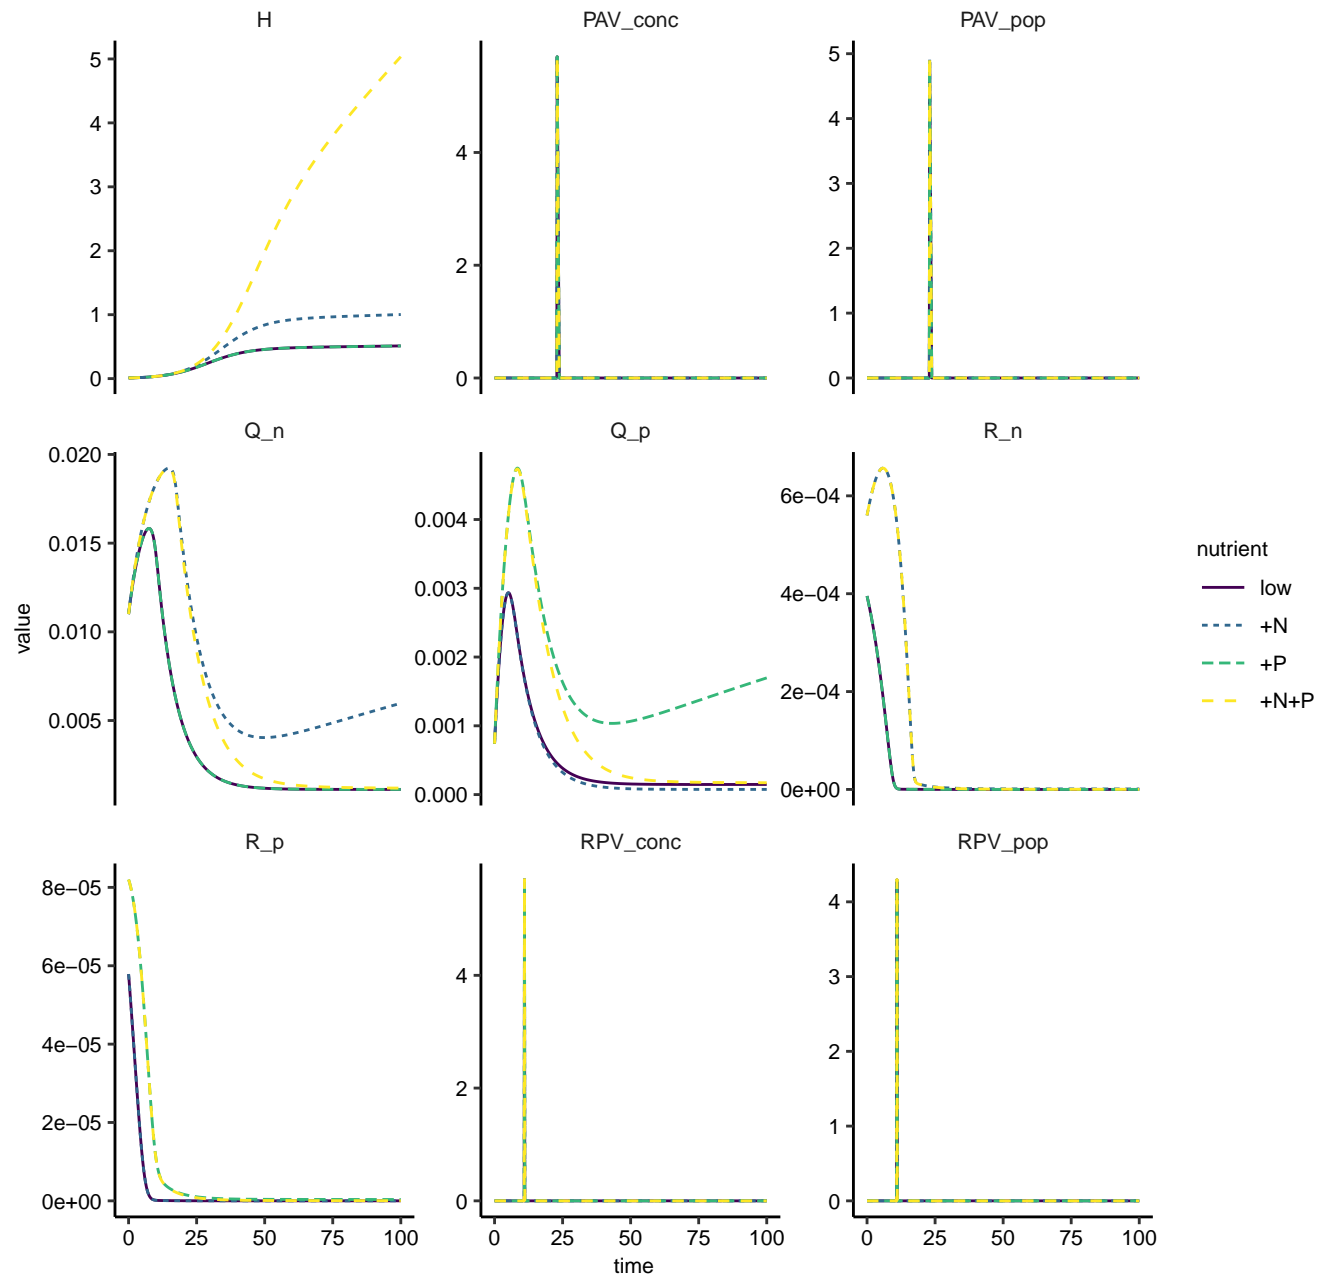 H
PAV_conc
PAV_pop
5
4
3
2
1
0
4
2
0
5
4
3
2
1
0
Q_n
Q_p
R_n
0.020
0.015
0.010
0.005
0.004
0.003
0.002
0.001
0.000
6e−04
4e−04
2e−04
0e+00
R_p
RPV_conc
RPV_pop
8e−05
6e−05
4e−05
2e−05
0e+00
4
2
0
4
3
2
1
0
0 25 50 75 100
0 25 50 75 100
0 25 50 75 100
time
value
nutrient
low
+N
+P
+N+P